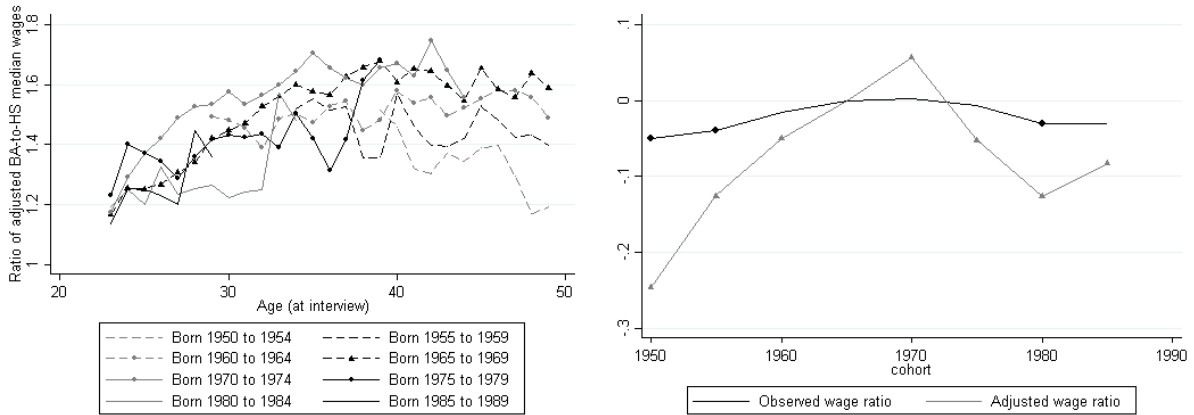 Ratio of adjusted BA-to-HS median wages
1.8
1.6
1.4
1.2
1
20
30
40
50
Age (at interview)
Born 1950 to 1954
Born 1955 to 1959
Born 1960 to 1964
Born 1965 to 1969
Born 1970 to 1974
Born 1975 to 1979
Born 1980 to 1984
Born 1985 to 1989
.1
0
-.1
-.2
-.3
1950
1960
1970
1980
1990
cohort
Observed wage ratio
Adjusted wage ratio